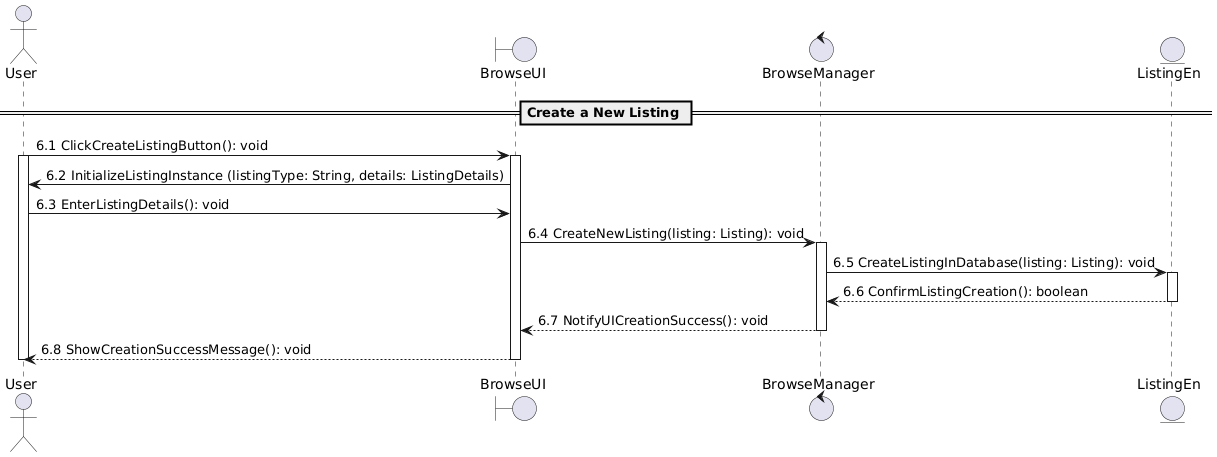 User
BrowseUI
BrowseManager
ListingEn
Create a New Listing
6.1 ClickCreateListingButton(): void
6.2 InitializeListingInstance (listingType: String, details: ListingDetails)
6.3 EnterListingDetails(): void
6.4 CreateNewListing(listing: Listing): void
6.5 CreateListingInDatabase(listing: Listing): void
6.6 ConfirmListingCreation(): boolean
6.7 NotifyUICreationSuccess(): void
6.8 ShowCreationSuccessMessage(): void
User
BrowseUI
BrowseManager
ListingEn